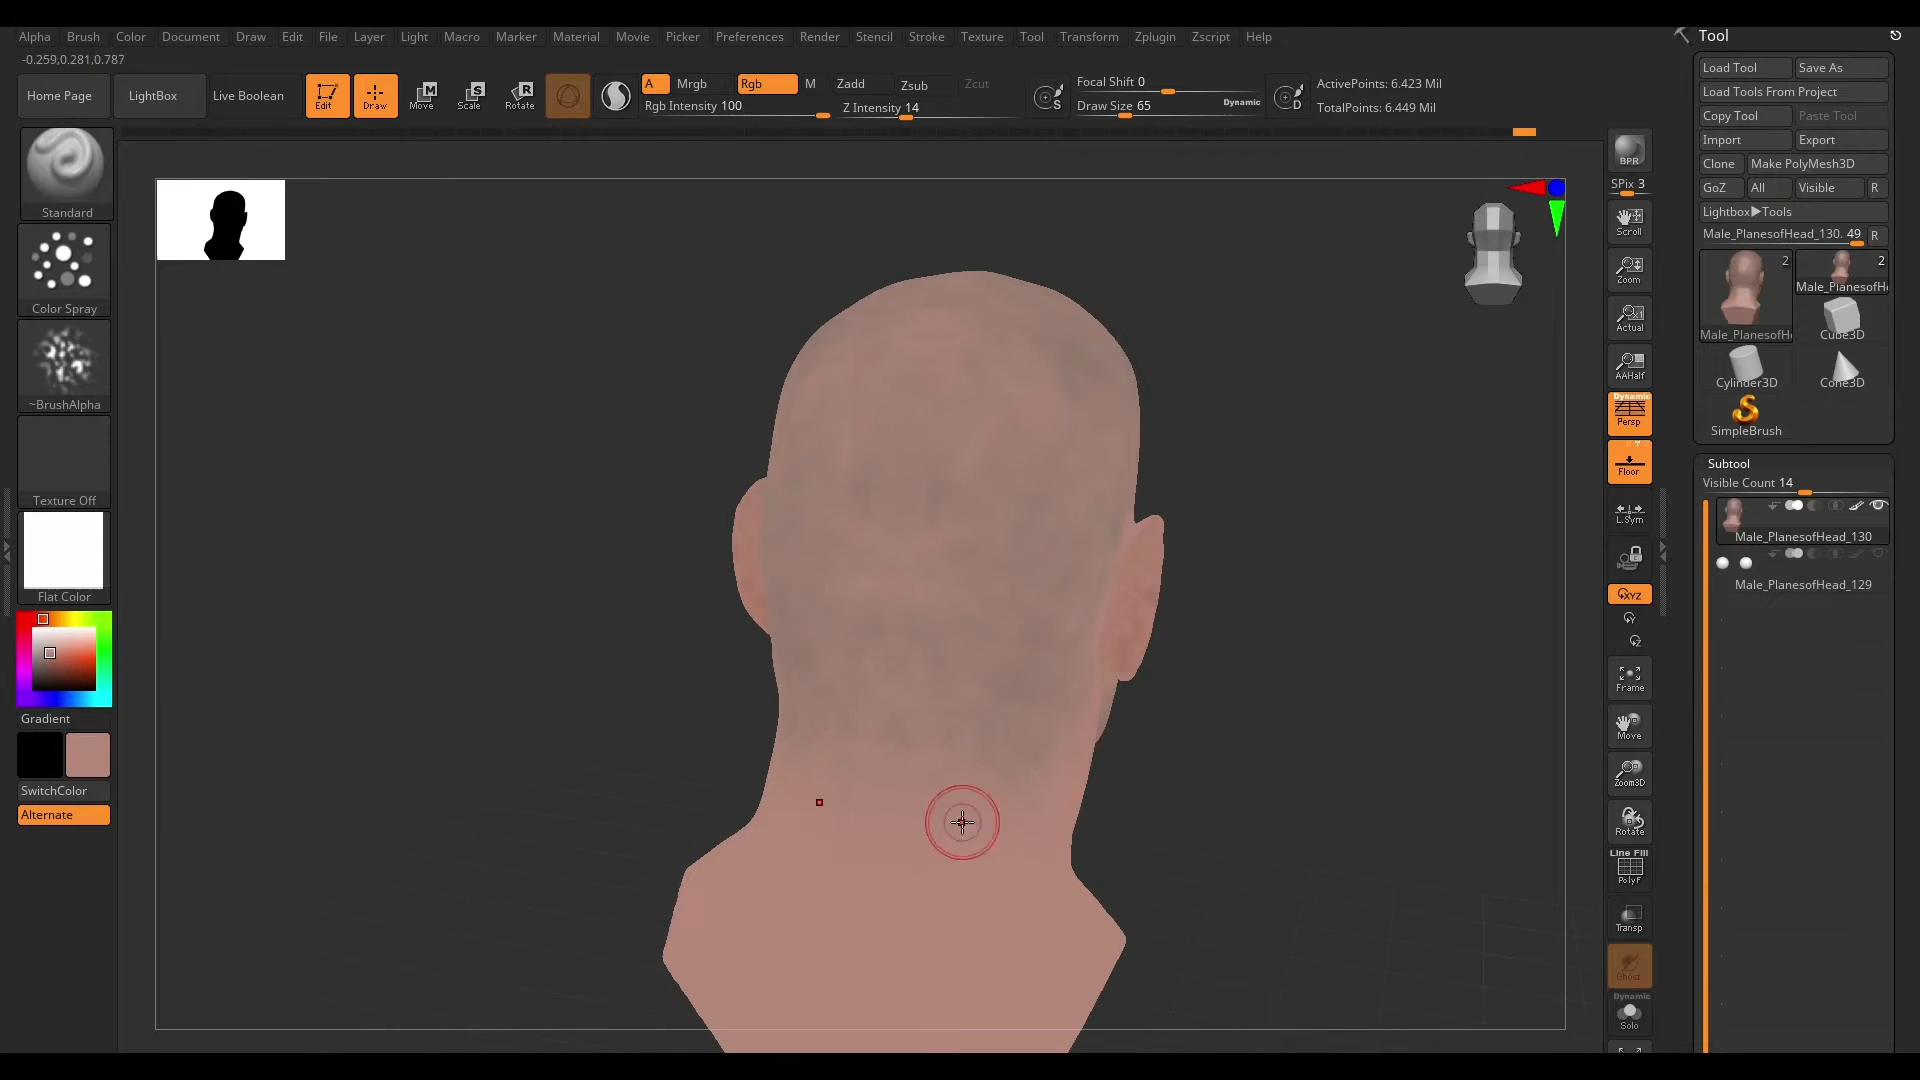 Alpha Brush Color Document Draw Edit File Layer Light Macro Marker Material Movie Picker Preferences Render Stencil Stroke Texture Tool Transform Zplugin Zscript Help
-0.259,0.281,0.787
Home Page LightBox Live Boolean Edit Draw Move Scale Rotate
A Mrgb Rgb M Zadd Zsub Zcut
Rgb Intensity 100 Z Intensity 14
Focal Shift 0
Draw Size 65 Dynamic
ActivePoints: 6.423 Mil
TotalPoints: 6.449 Mil
Standard
Color Spray
~BrushAlpha
Texture Off
Flat Color
Gradient
SwitchColor
Alternate
BPR
SPix 3
Scroll
Zoom
Actual
AAHalf
Dynamic
Persp
Floor
L.Sym
XYZ
Y
Z
Frame
Move
Zoom3D
Rotate
Line Fill
PolyF
Transp
Ghost
Dynamic
Solo
Tool
Load Tool Save As
Load Tools From Project
Copy Tool Paste Tool
Import Export
Clone Make PolyMesh3D
GoZ All Visible R
Lightbox▶Tools
Male_PlanesofHead_130. 49 R
2 2
Male_PlanesofHe
Male_PlanesofHe Cube3D
Cylinder3D Cone3D
SimpleBrush
Subtool
Visible Count 14
Male_PlanesofHead_130
Male_PlanesofHead_129